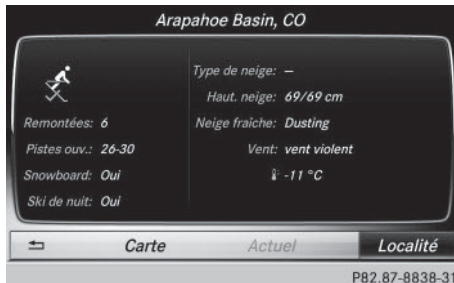 Arapahoe Basin, CO
Remontées: 6
Pistes ouv.: 26-30
Snowboard: Oui
Ski de nuit: Oui
Type de neige: –
Haut. neige: 69/69 cm
Neige fraîche: Dusting
Vent: vent violent
-11 °C
Carte
Actuel
Localité
P82.87-8838-31